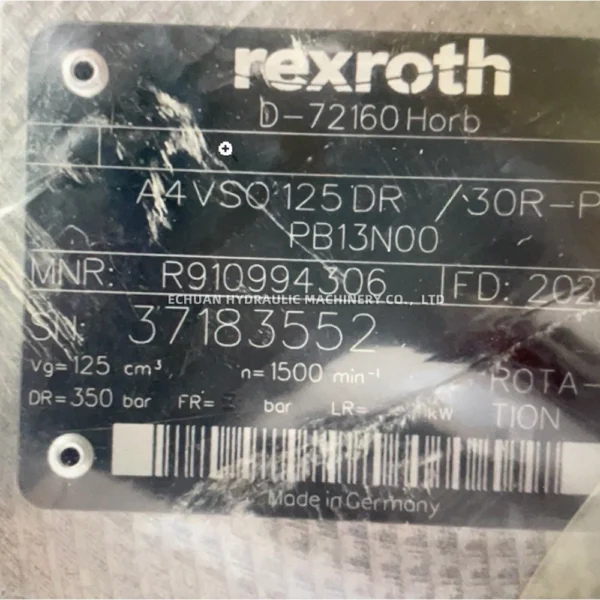 rexroth
D-72160 Horb
A4VSO 125 DR /30R-P
PB13N00
MNR: R910994306 FD: 202
ECHUAN HYDRAULIC MACHINERY CO., LTD
SN: 37183552
Vg=125 cm³ n=1500 min-1 ROTA-
DR=350 bar FR= bar LR= kW TION
Made in Germany